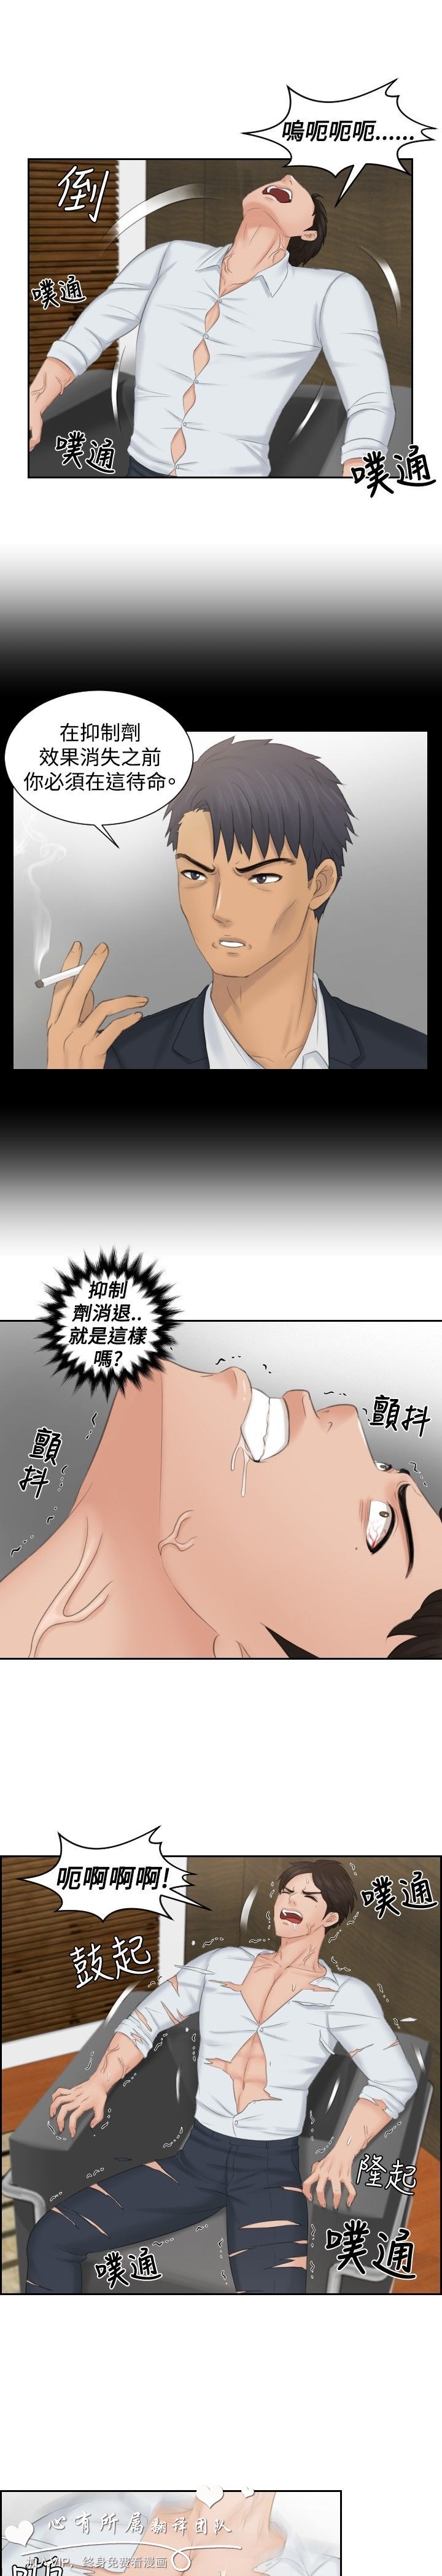 嗚呃呃呃......
倒
噗通
噗通
噗通
在抑制劑
效果消失之前
你必須在這待命。
抑制
劑消退..
就是這樣
嗎?
顫抖
顫
抖
呃啊啊啊!
噗通
鼓起
隆起
噗通
噗通
心有所属翻译团队
VIP，终身免费看漫画